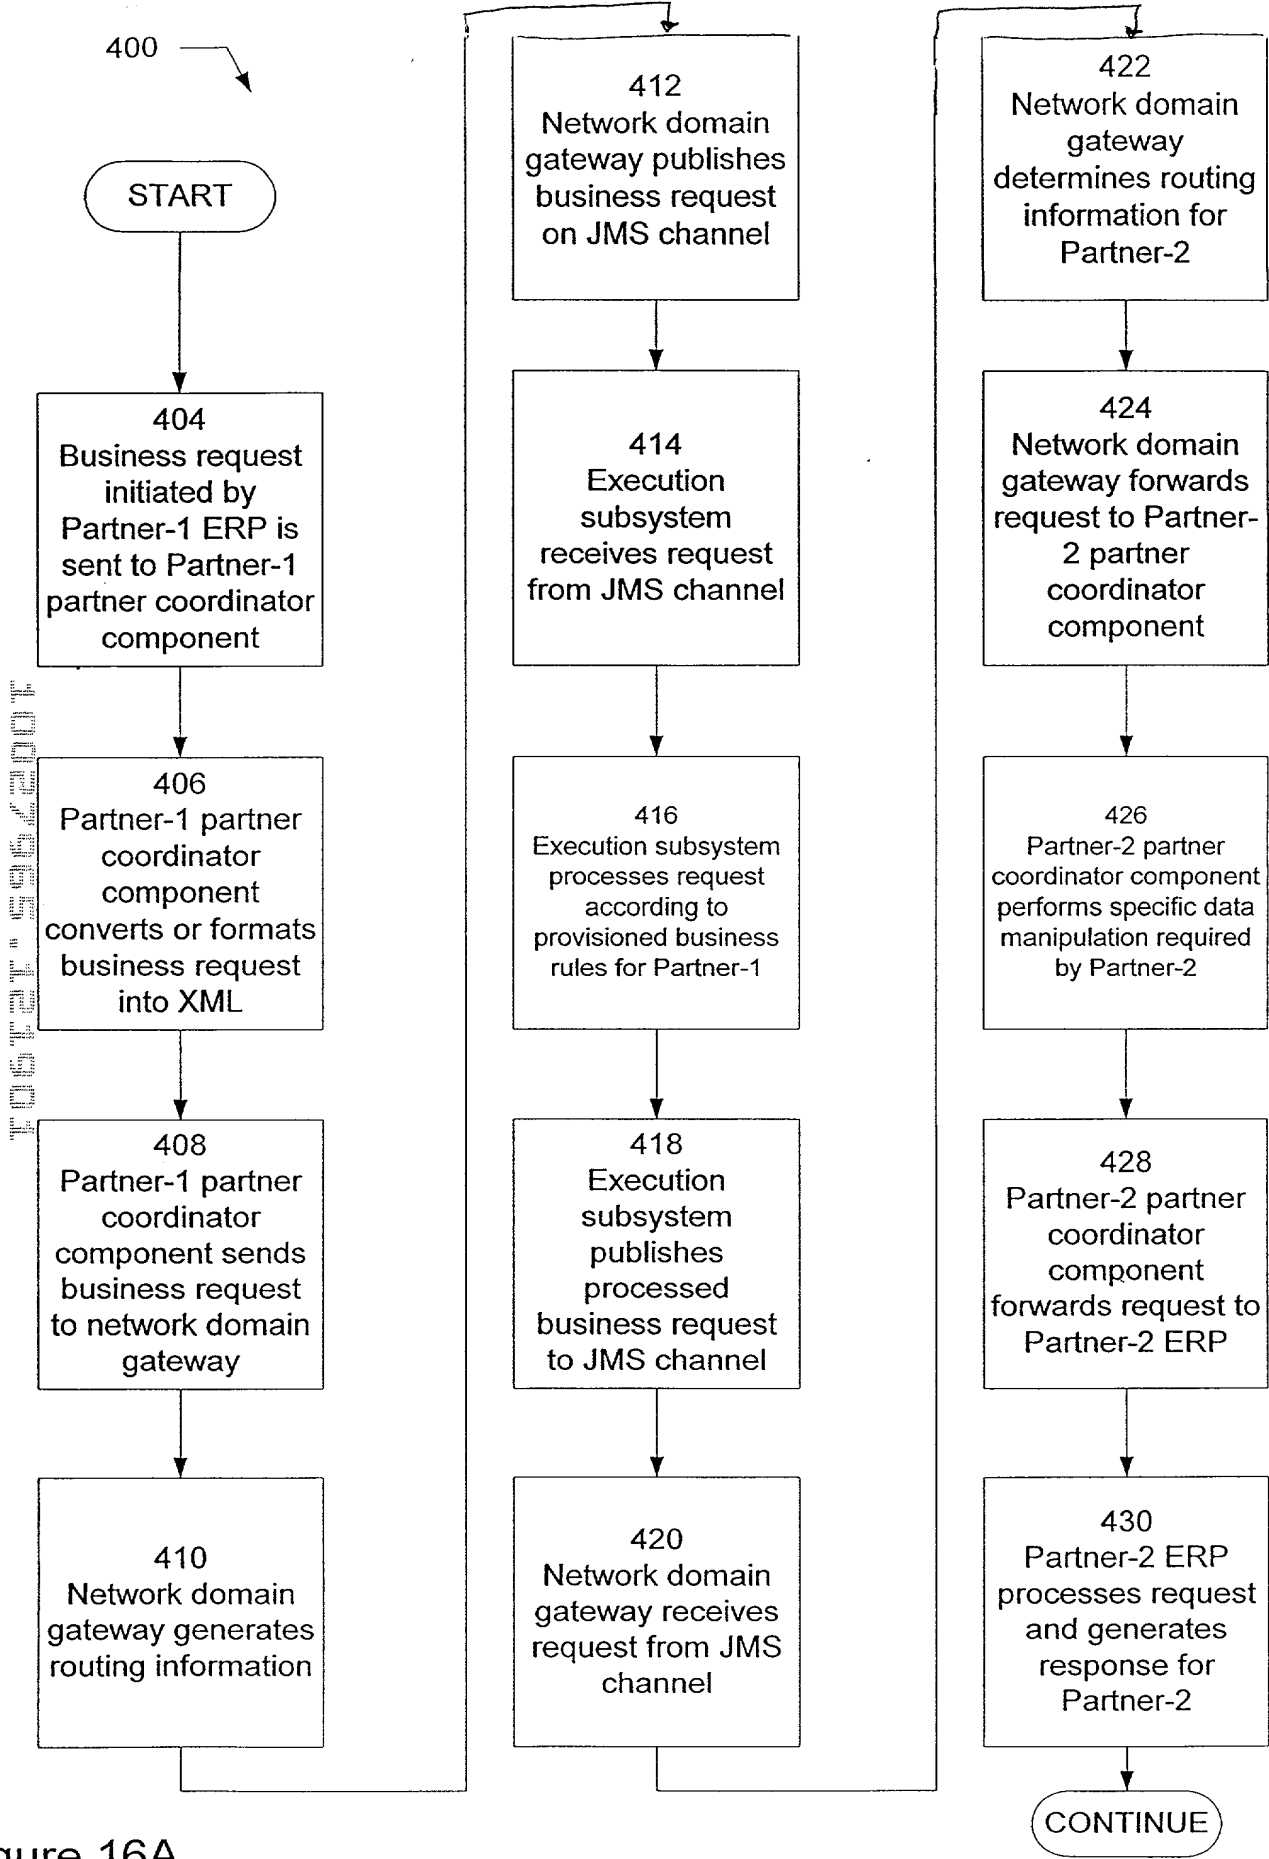 400
START
404
Business request
initiated by
Partner-1 ERP is
sent to Partner-1
partner coordinator
component
406
Partner-1 partner
coordinator
component
converts or formats
business request
into XML
408
Partner-1 partner
coordinator
component sends
business request
to network domain
gateway
410
Network domain
gateway generates
routing information
412
Network domain
gateway publishes
business request
on JMS channel
414
Execution
subsystem
receives request
from JMS channel
416
Execution subsystem
processes request
according to
provisioned business
rules for Partner-1
418
Execution
subsystem
publishes
processed
business request
to JMS channel
420
Network domain
gateway receives
request from JMS
channel
422
Network domain
gateway
determines routing
information for
Partner-2
424
Network domain
gateway forwards
request to Partner-
2 partner
coordinator
component
426
Partner-2 partner
coordinator component
performs specific data
manipulation required
by Partner-2
428
Partner-2 partner
coordinator
component
forwards request to
Partner-2 ERP
430
Partner-2 ERP
processes request
and generates
response for
Partner-2
CONTINUE
16A